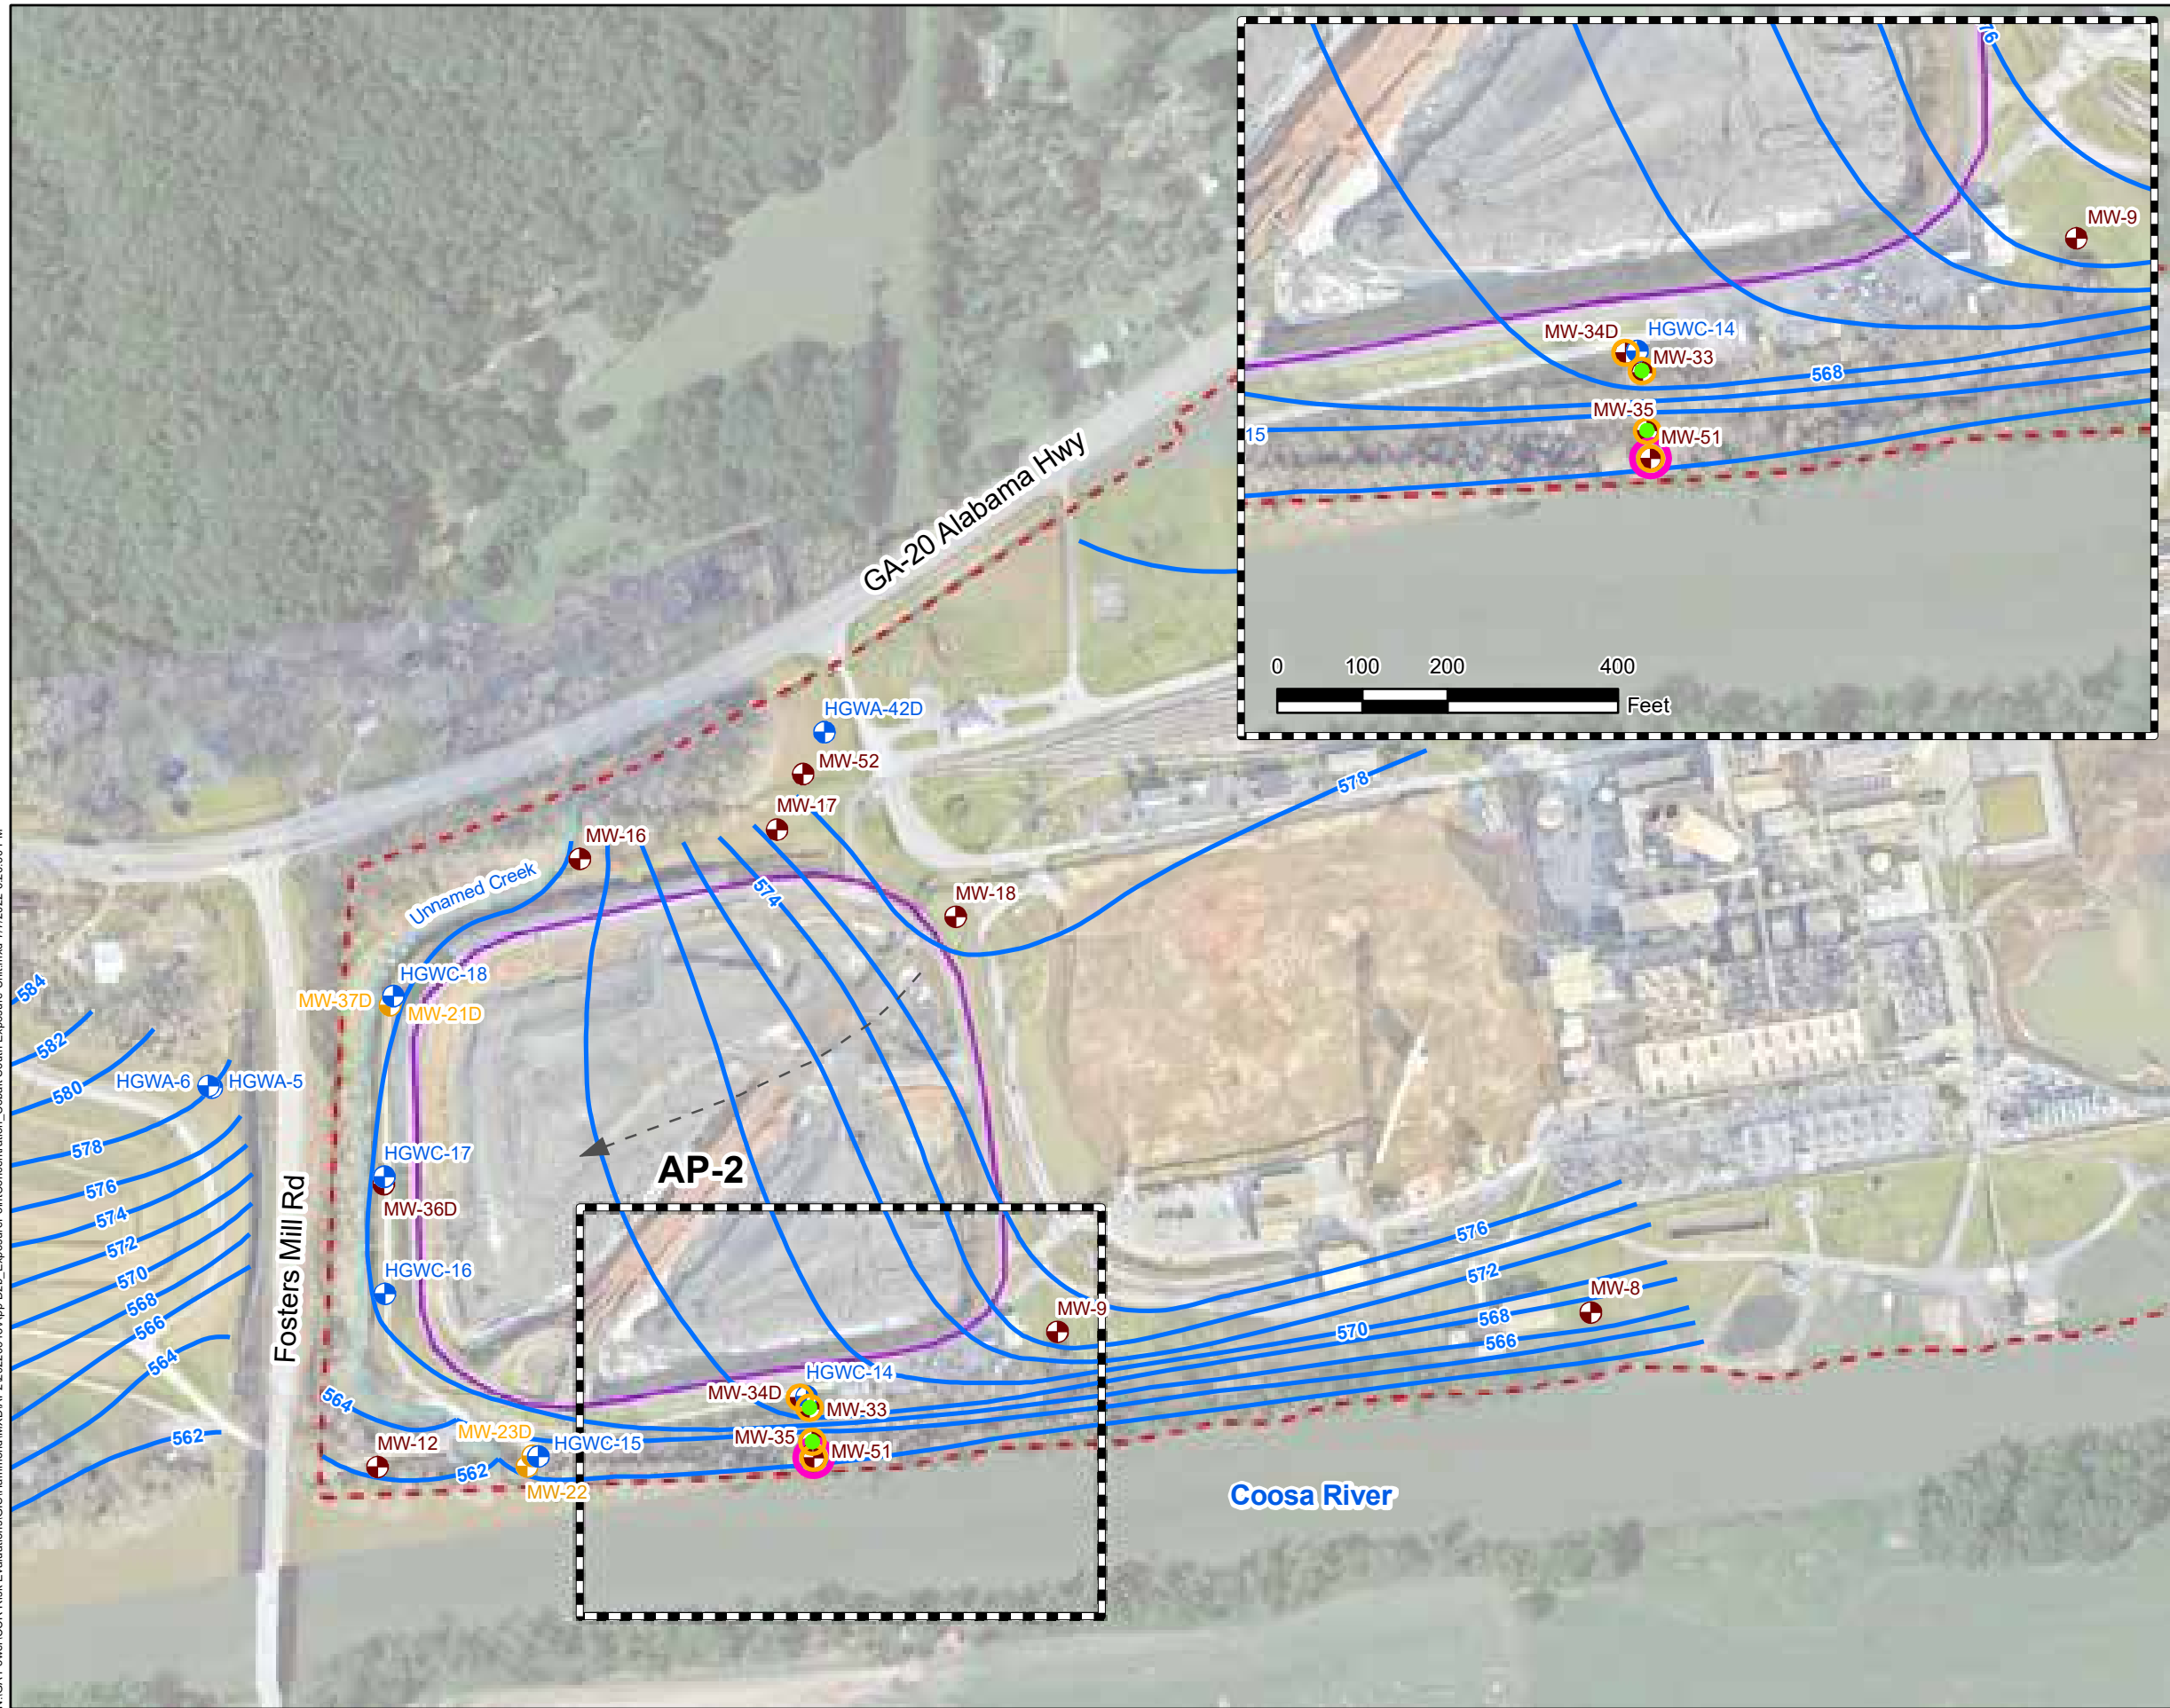 76
MW-9
HGWC-14
MW-34D
MW-33
568
MW-35
15
MW-51
0 100 200 400
Feet
GA-20 Alabama Hwy
HGWA-42D
MW-52
578
MW-17
MW-16
Unnamed Creek
574
MW-18
HGWC-18
MW-37D
MW-21D
584
582
580
HGWA-6
HGWA-5
578
576
574
572
570
568
566
564
562
Fosters Mill Rd
HGWC-17
MW-36D
AP-2
HGWC-16
576
572
570
568
566
MW-8
MW-9
HGWC-14
MW-34D
MW-33
564
MW-12
MW-23D
HGWC-15
MW-35
MW-51
562
MW-22
Coosa River